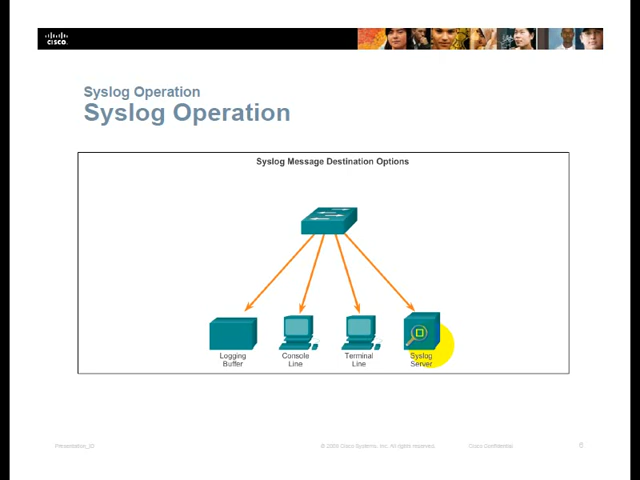 CISCO.
Syslog Operation
Syslog Operation
Syslog Message Destination Options
Logging
Buffer
Console
Line
Terminal
Line
Syslog
Server
Presentation_ID
© 2008 Cisco Systems, Inc. All rights reserved.
Cisco Confidential
6